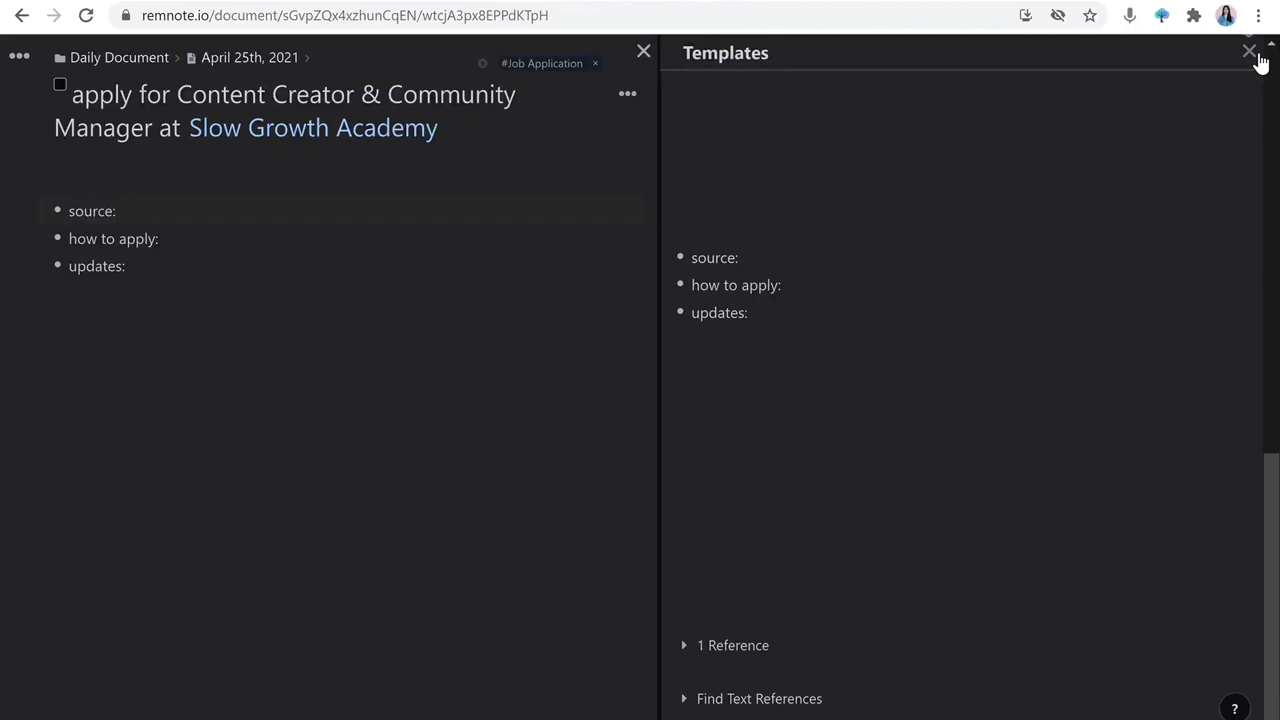 remnote.io/document/sGvpZQx4xzhunCqEN/wtcjA3px8EPPdKTpH
Daily Document › April 25th, 2021 ›
#Job Application ×
apply for Content Creator & Community
Manager at Slow Growth Academy
source:
how to apply:
updates:
Templates
source:
how to apply:
updates:
1 Reference
Find Text References
?